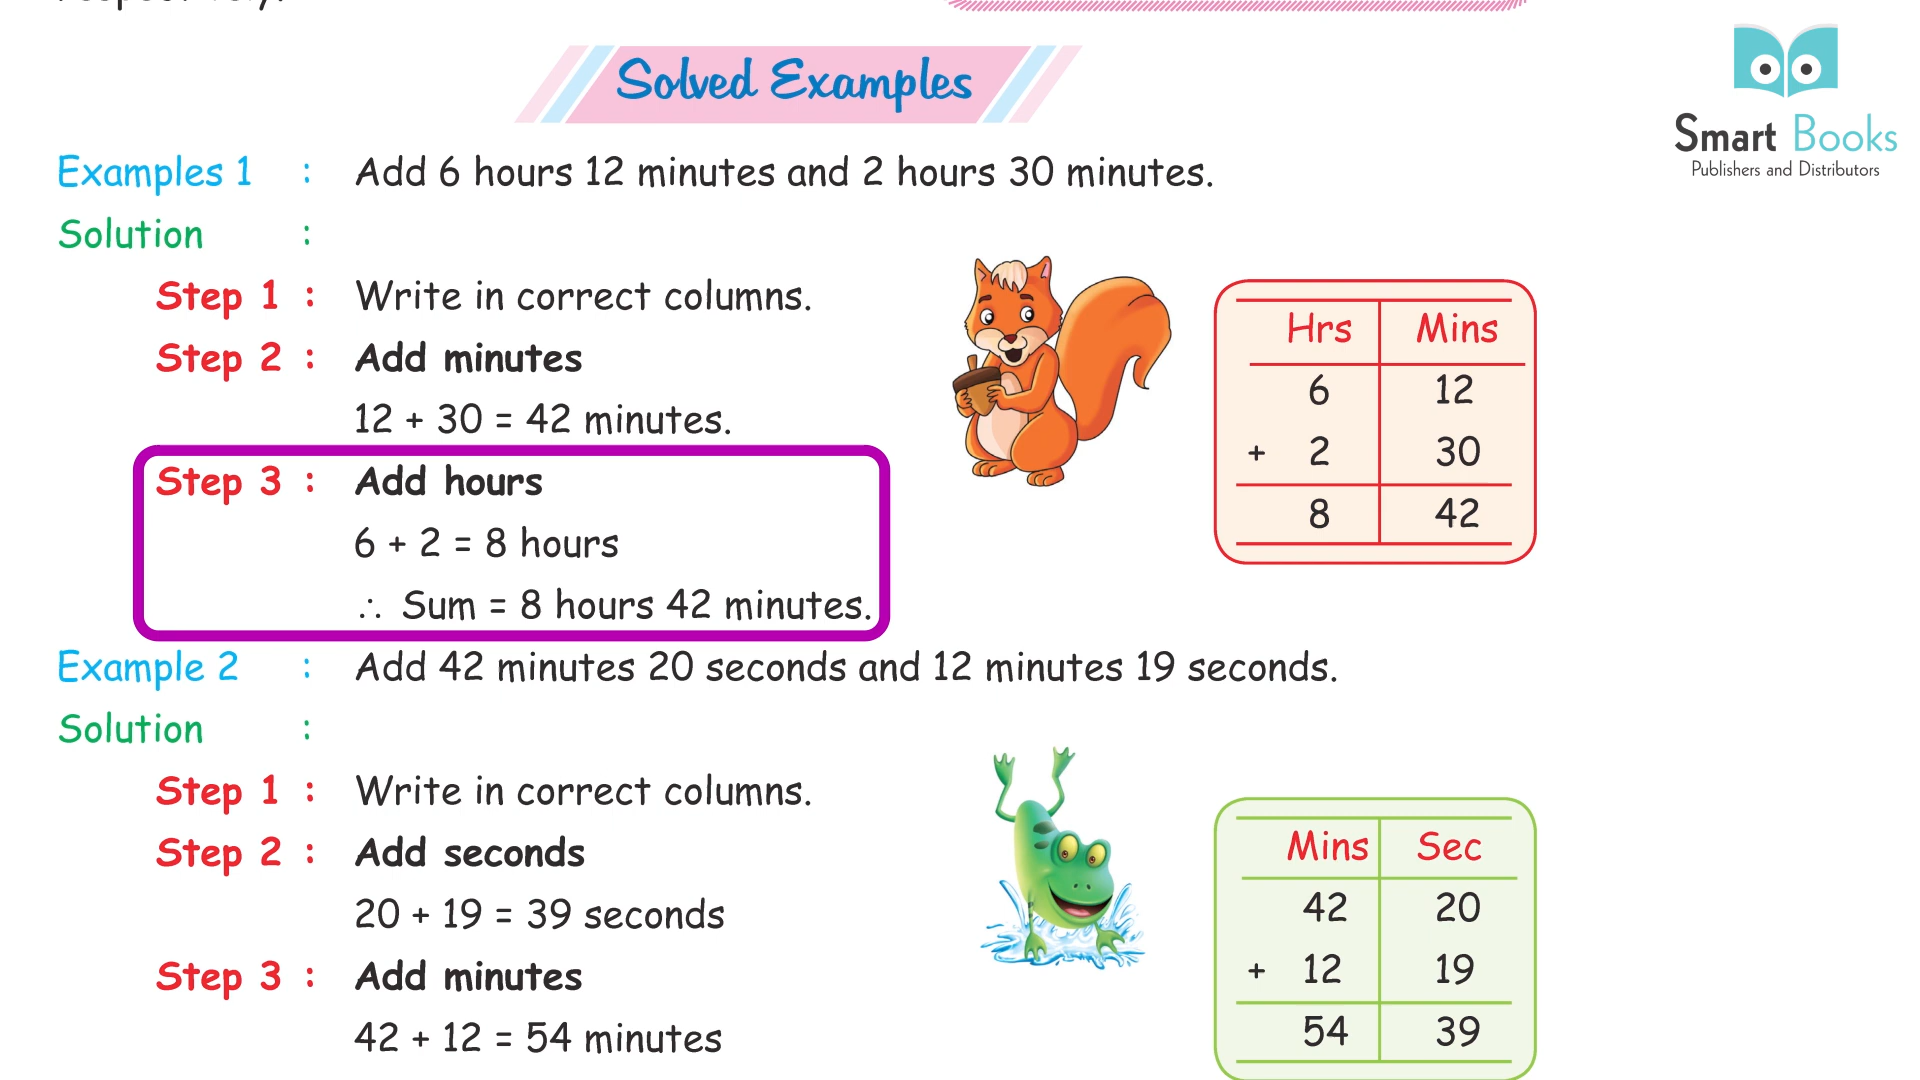 Solved Examples
Smart Books
Publishers and Distributors
Examples 1 : Add 6 hours 12 minutes and 2 hours 30 minutes.
Solution :
Step 1 : Write in correct columns.
Step 2 : Add minutes
12 + 30 = 42 minutes.
Step 3 : Add hours
6 + 2 = 8 hours
∴ Sum = 8 hours 42 minutes.
Hrs Mins
6 12
+ 2 30
8 42
Example 2 : Add 42 minutes 20 seconds and 12 minutes 19 seconds.
Solution :
Step 1 : Write in correct columns.
Step 2 : Add seconds
20 + 19 = 39 seconds
Step 3 : Add minutes
42 + 12 = 54 minutes
Mins Sec
42 20
+ 12 19
54 39